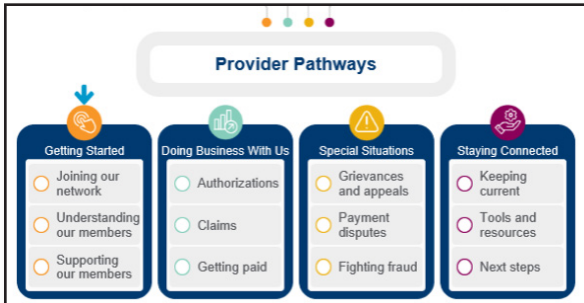 Provider Pathways
Getting Started
Joining our
network
Understanding
our members
Supporting
our members
Doing Business With Us
Authorizations
Claims
Getting paid
Special Situations
Grievances
and appeals
Payment
disputes
Fighting fraud
Staying Connected
Keeping
current
Tools and
resources
Next steps